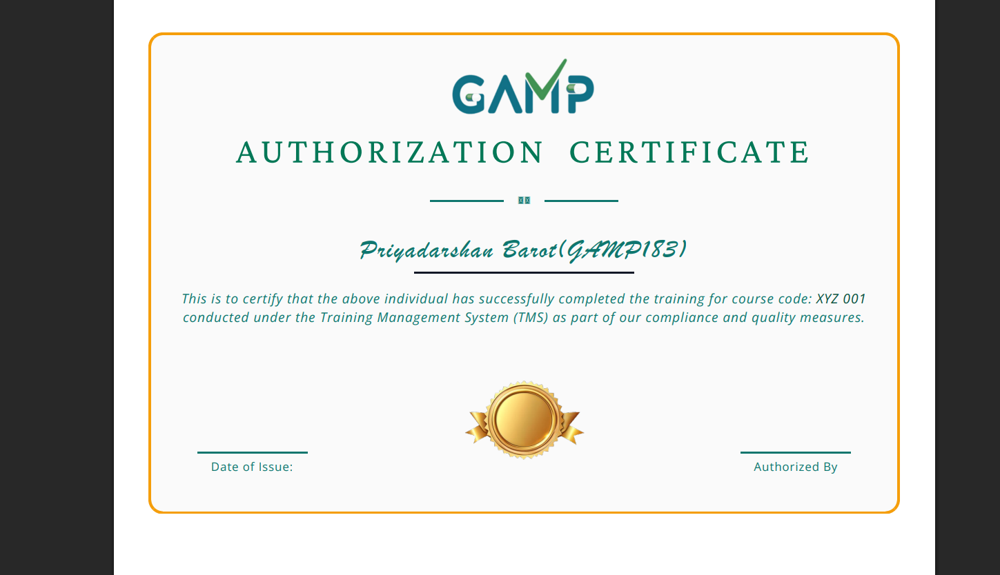 GAMP
AUTHORIZATION CERTIFICATE
Priyadarshan Barot(GAMP183)
This is to certify that the above individual has successfully completed the training for course code: XYZ 001
conducted under the Training Management System (TMS) as part of our compliance and quality measures.
Date of Issue:
Authorized By